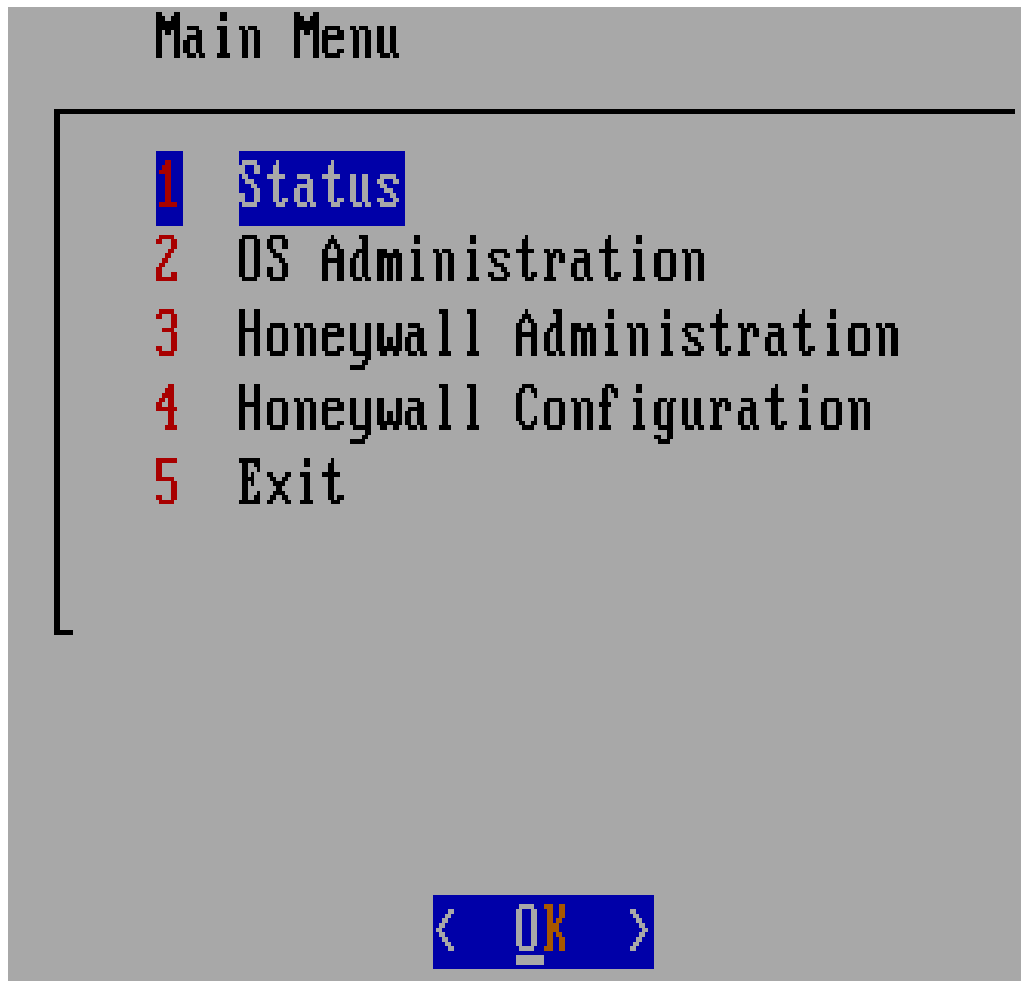 Main Menu
1 Status
2 OS Administration
3 Honeywall Administration
4 Honeywall Configuration
5 Exit
< OK >